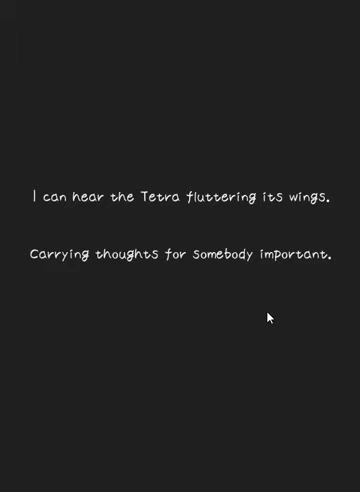 I can hear the Tetra fluttering its wings.
Carrying thoughts for somebody important.